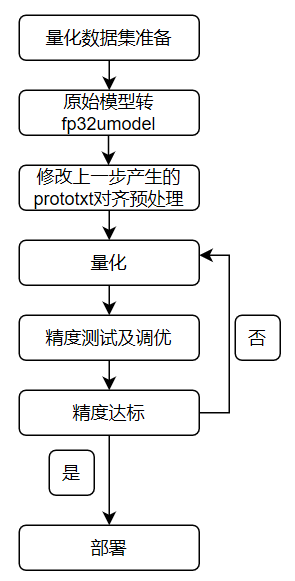 量化数据集准备
原始模型转
fp32umodel
修改上一步产生的
prototxt对齐预处理
量化
精度测试及调优
否
精度达标
是
部署